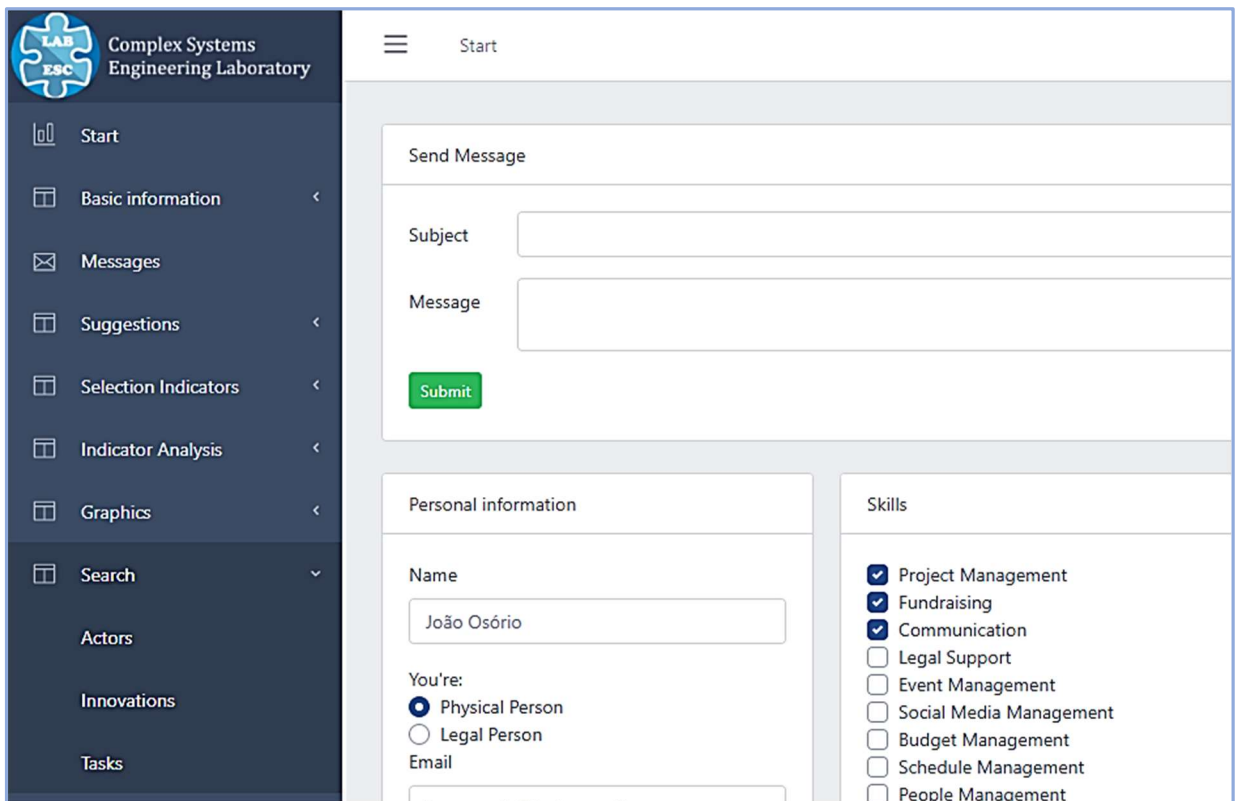 LAB
ESC
Complex Systems
Engineering Laboratory
Start
Basic information
Messages
Suggestions
Selection Indicators
Indicator Analysis
Graphics
Search
Actors
Innovations
Tasks
Start
Send Message
Subject
Message
Submit
Personal information
Name
João Osório
You're:
Physical Person
Legal Person
Email
Skills
Project Management
Fundraising
Communication
Legal Support
Event Management
Social Media Management
Budget Management
Schedule Management
People Management